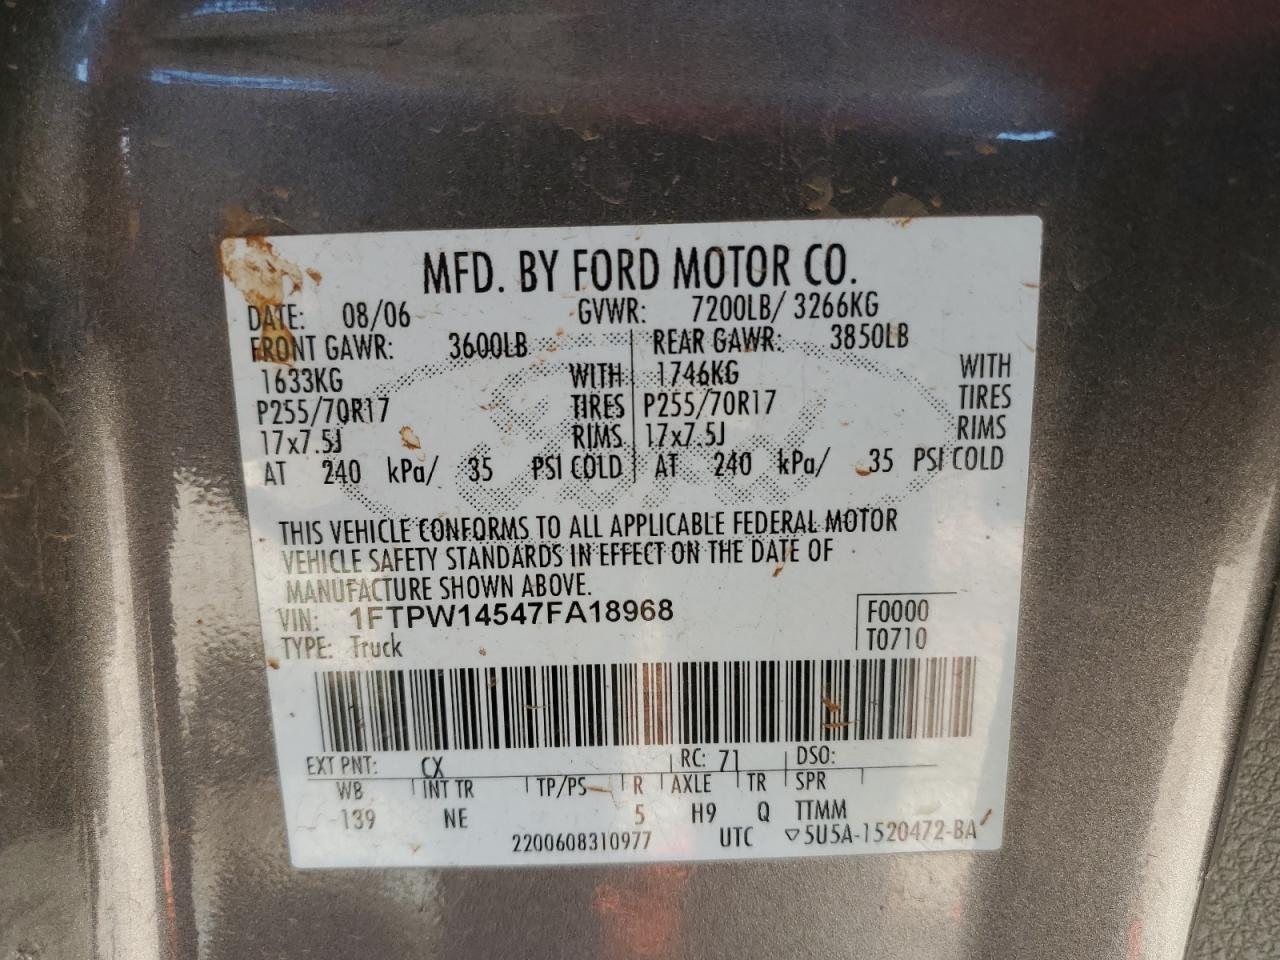 MFD. BY FORD MOTOR CO.
DATE: 08/06 GVWR: 7200LB/ 3266KG
FRONT GAWR: 3600LB REAR GAWR: 3850LB
1633KG WITH 1746KG WITH
P255/70R17 TIRES P255/70R17 TIRES
17x7.5J RIMS 17x7.5J RIMS
AT 240 kPa/ 35 PSI COLD AT 240 kPa/ 35 PSI COLD
THIS VEHICLE CONFORMS TO ALL APPLICABLE FEDERAL MOTOR
VEHICLE SAFETY STANDARDS IN EFFECT ON THE DATE OF
MANUFACTURE SHOWN ABOVE.
VIN: 1FTPW14547FA18968 F0000
TYPE: Truck T0710
EXT PNT: CX RC: 71 DSO:
WB INT TR TP/PS R AXLE TR SPR
139 NE 5 H9 Q TTMM
2200608310977 UTC ▽5U5A-1520472-BA